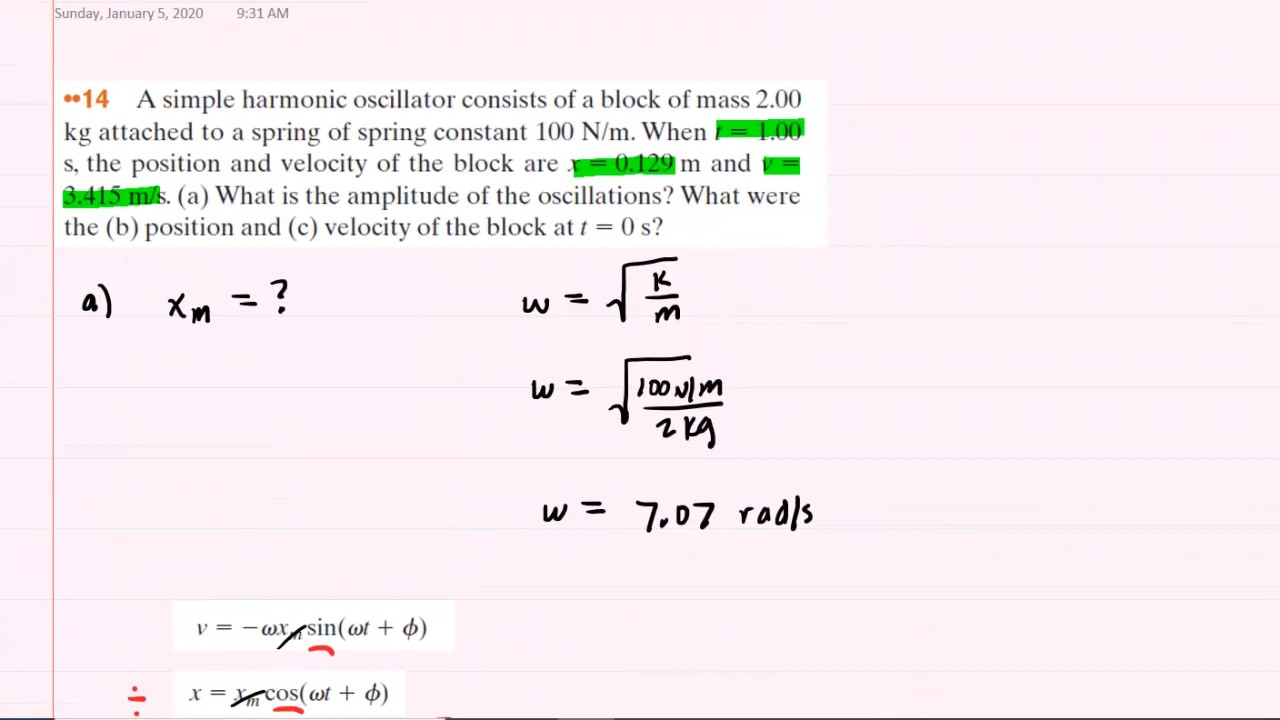 Sunday, January 5, 2020 9:31 AM
••14 A simple harmonic oscillator consists of a block of mass 2.00
kg attached to a spring of spring constant 100 N/m. When t = 1.00
s, the position and velocity of the block are x = 0.129 m and v =
3.415 m/s. (a) What is the amplitude of the oscillations? What were
the (b) position and (c) velocity of the block at t = 0 s?
a) xm = ? w = √(K/m)
w = √(100 N/m / 2 Kg)
w = 7.07 rad/s
v = −ωxm sin(ωt + ϕ)
÷ x = xm cos(ωt + ϕ)